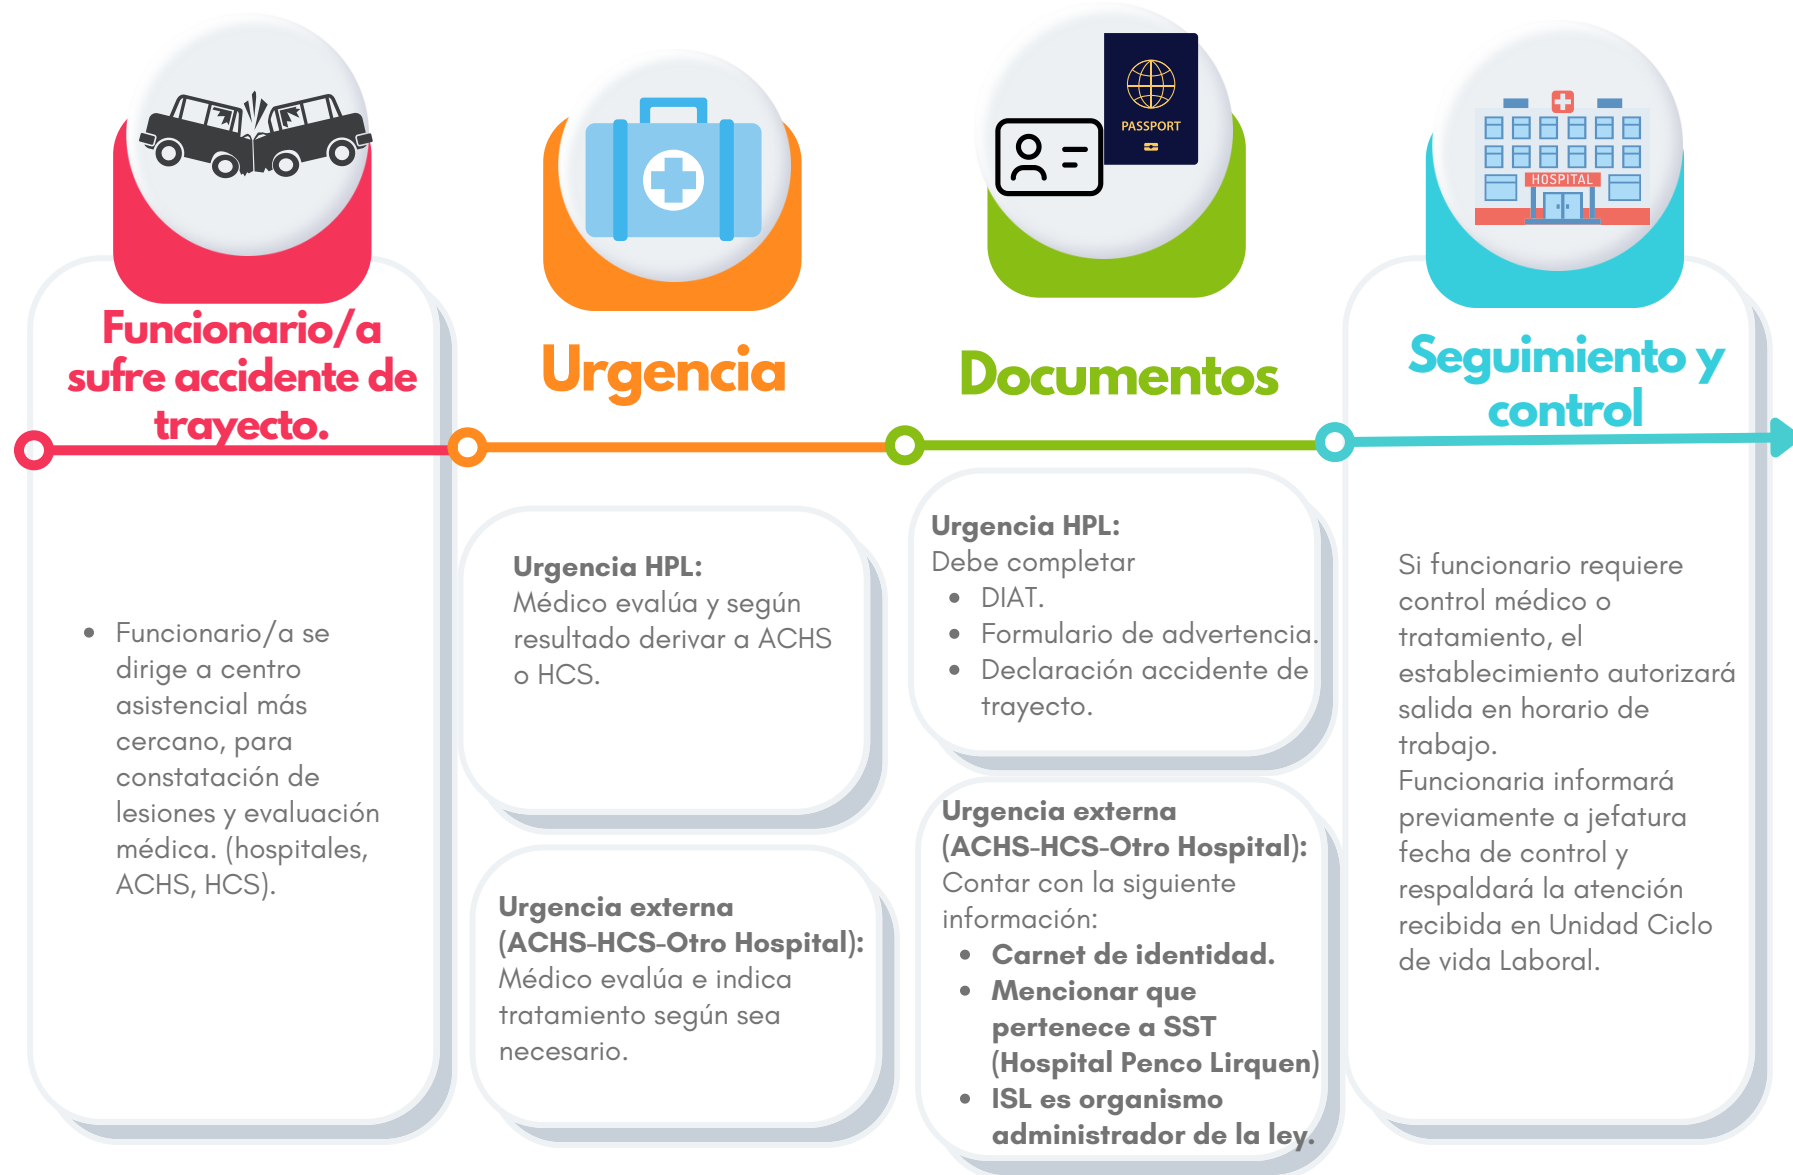 PASSPORT
HOSPITAL
Funcionario/a
sufre accidente de
trayecto.
• Funcionario/a se
dirige a centro
asistencial más
cercano, para
constatación de
lesiones y evaluación
médica. (hospitales,
ACHS, HCS).
Urgencia
Urgencia HPL:
Médico evalúa y según
resultado derivar a ACHS
o HCS.
Urgencia externa
(ACHS-HCS-Otro Hospital):
Médico evalúa e indica
tratamiento según sea
necesario.
Documentos
Urgencia HPL:
Debe completar
• DIAT.
• Formulario de advertencia.
• Declaración accidente de
trayecto.
Urgencia externa
(ACHS-HCS-Otro Hospital):
Contar con la siguiente
información:
• Carnet de identidad.
• Mencionar que
pertenece a SST
(Hospital Penco Lirquen)
• ISL es organismo
administrador de la ley.
Seguimiento y
control
Si funcionario requiere
control médico o
tratamiento, el
establecimiento autorizará
salida en horario de
trabajo.
Funcionaria informará
previamente a jefatura
fecha de control y
respaldará la atención
recibida en Unidad Ciclo
de vida Laboral.